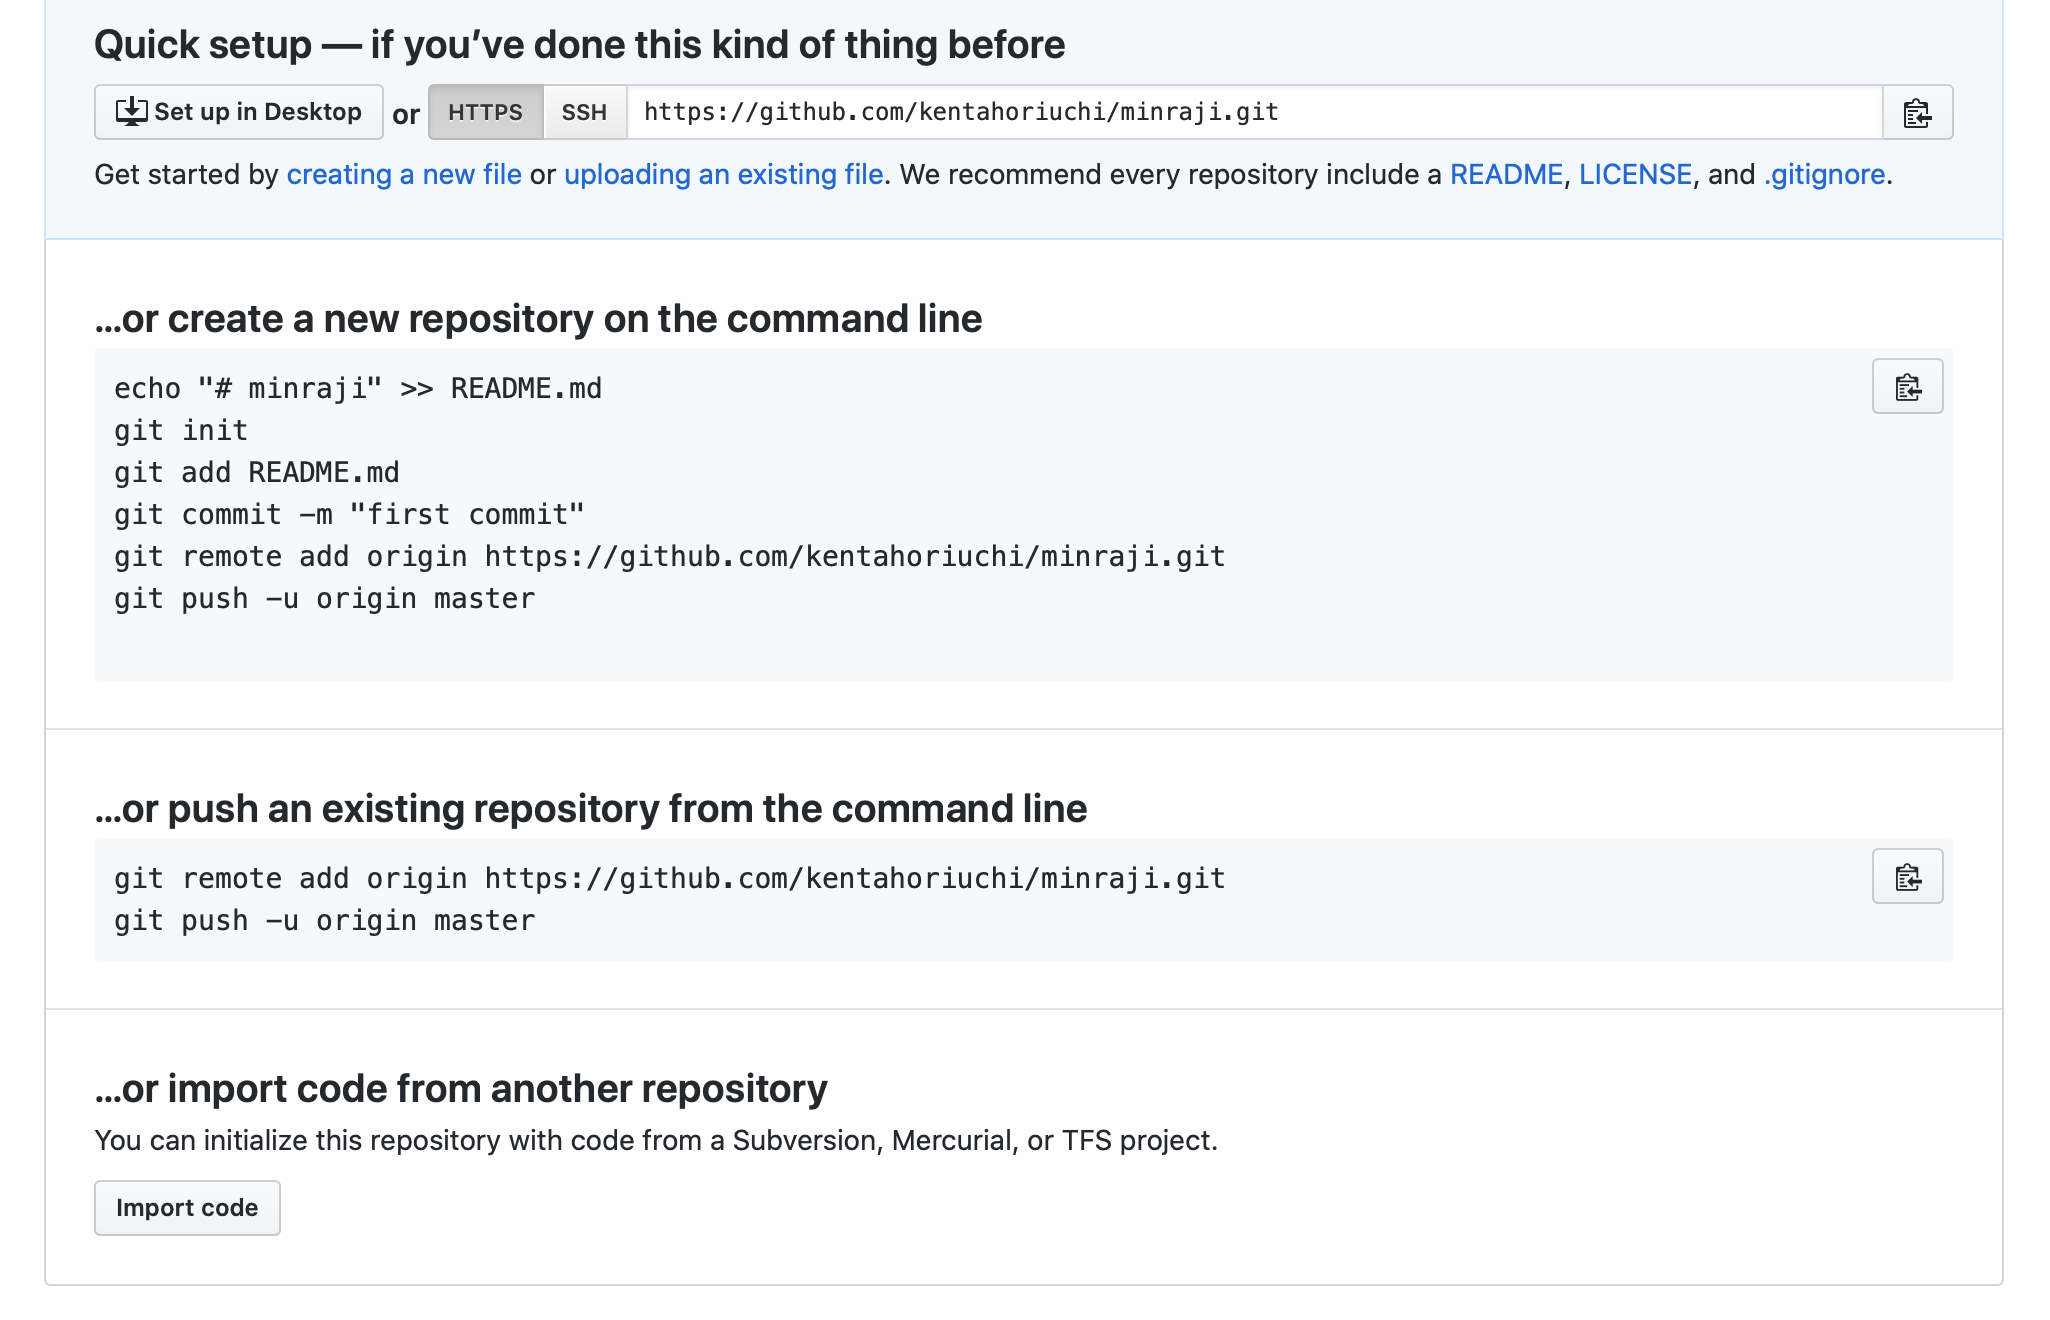 Quick setup — if you’ve done this kind of thing before
Set up in Desktop or HTTPS SSH https://github.com/kentahoriuchi/minraji.git
Get started by creating a new file or uploading an existing file. We recommend every repository include a README, LICENSE, and .gitignore.
…or create a new repository on the command line
echo "# minraji" >> README.md
git init
git add README.md
git commit -m "first commit"
git remote add origin https://github.com/kentahoriuchi/minraji.git
git push -u origin master
…or push an existing repository from the command line
git remote add origin https://github.com/kentahoriuchi/minraji.git
git push -u origin master
…or import code from another repository
You can initialize this repository with code from a Subversion, Mercurial, or TFS project.
Import code